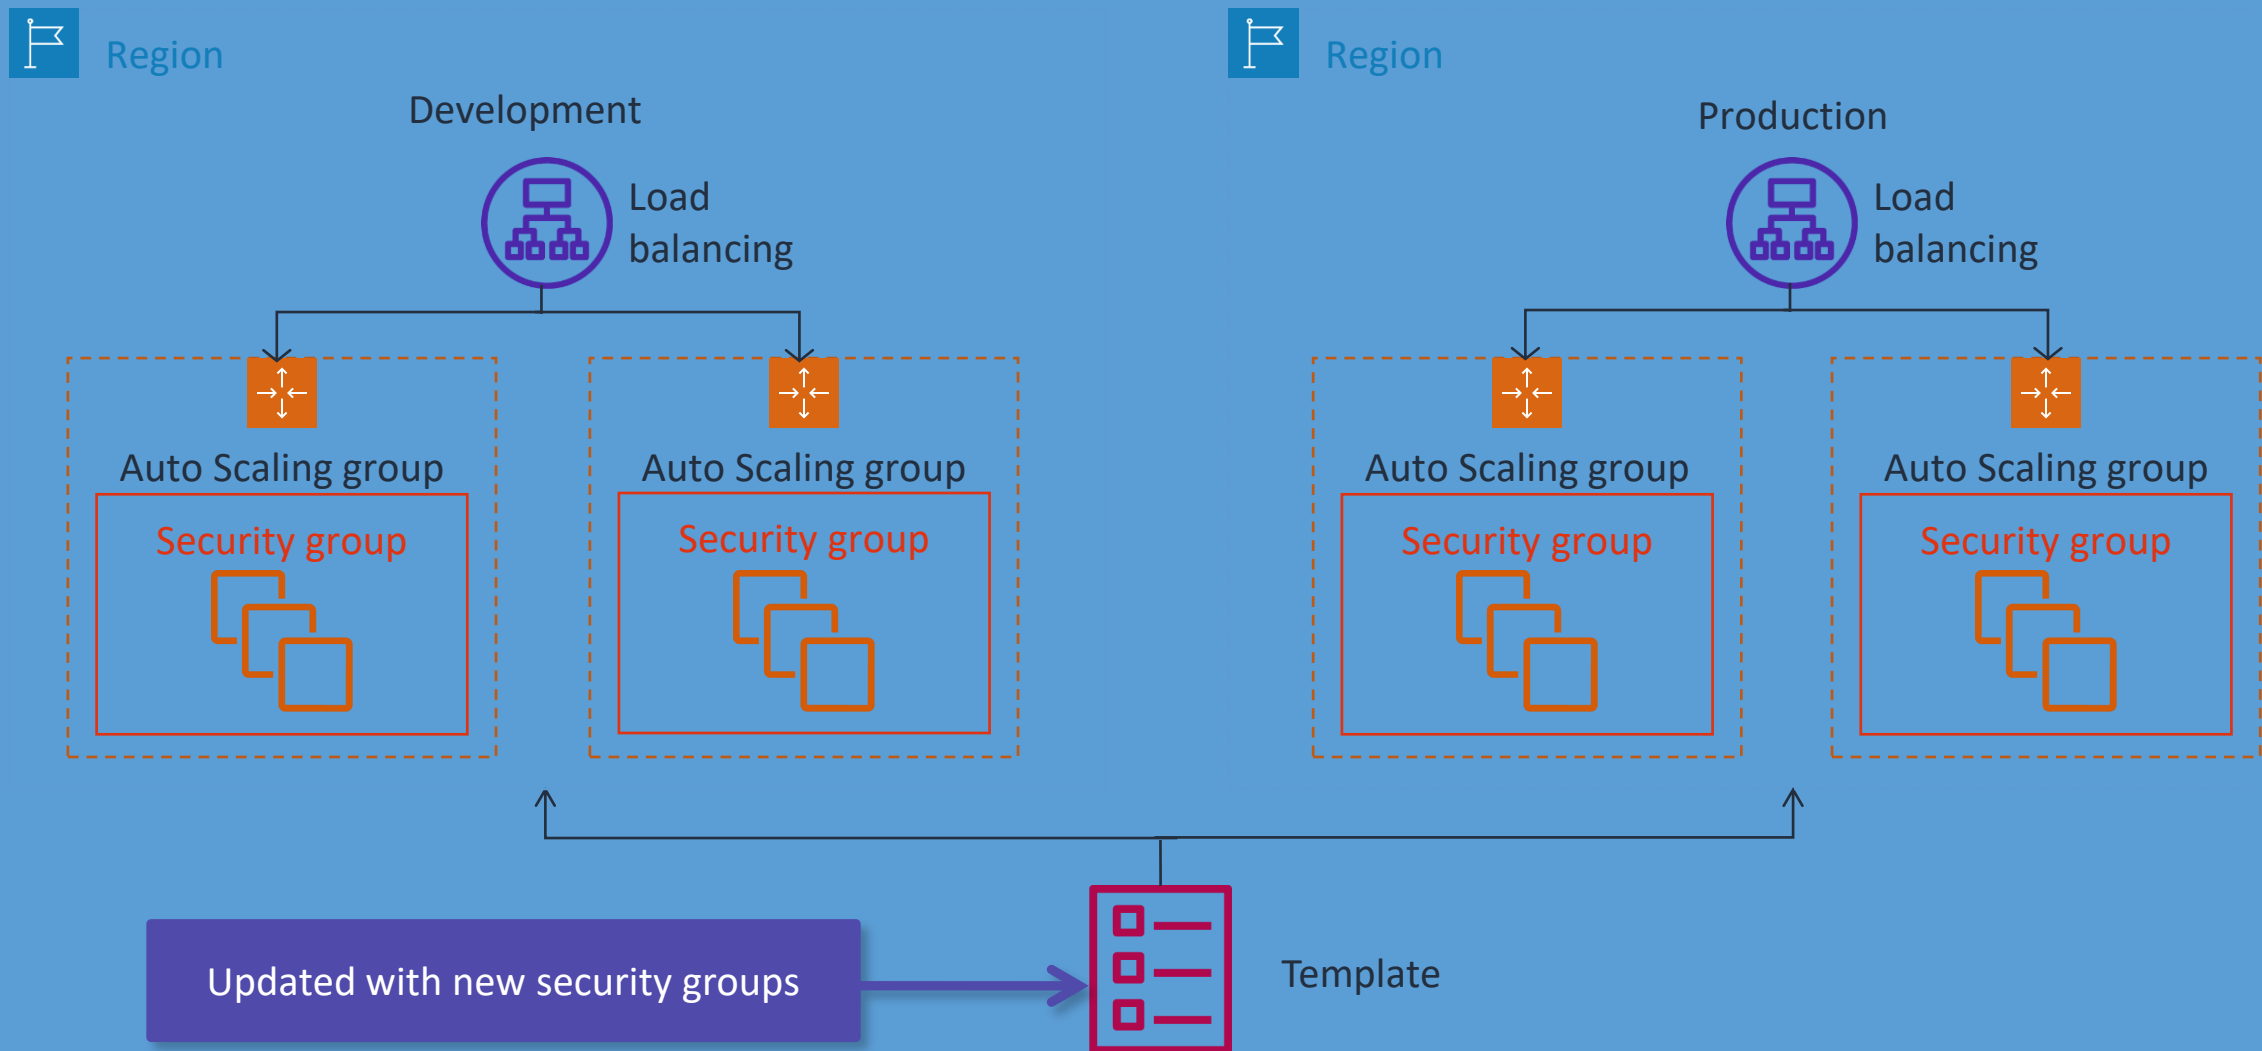 Region
Development
Load
balancing
Auto Scaling group
Security group
Auto Scaling group
Security group
Region
Production
Load
balancing
Auto Scaling group
Security group
Auto Scaling group
Security group
Updated with new security groups
Template